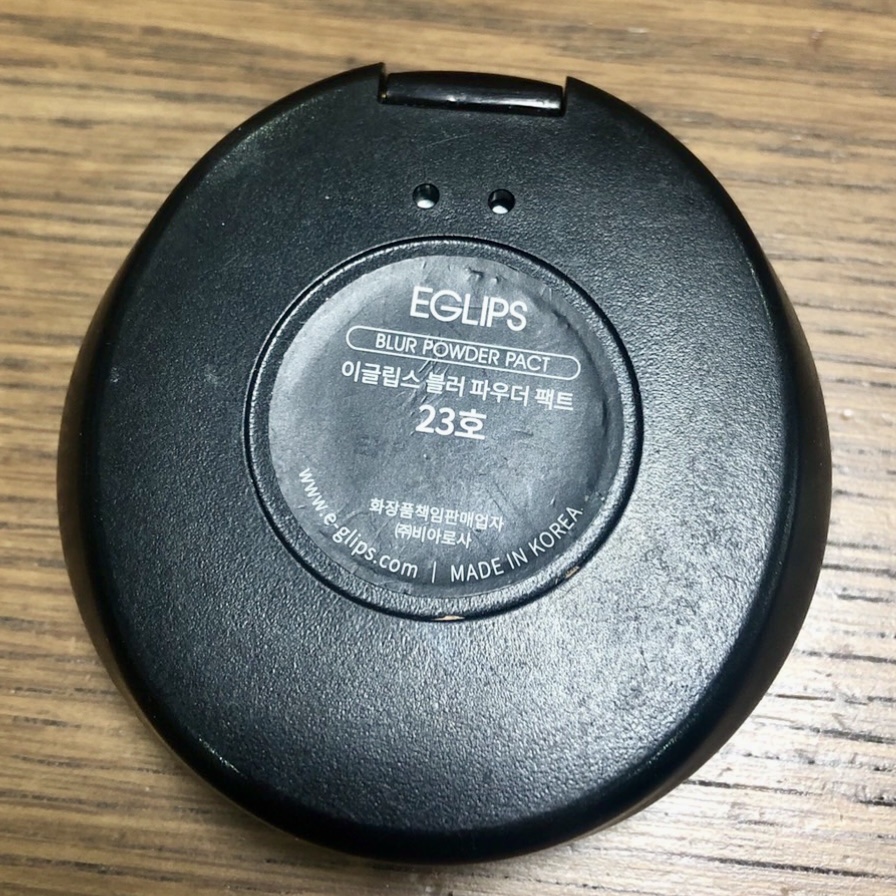 EGLIPS
BLUR POWDER PACT
이글립스 블러 파우더 팩트
23호
화장품책임판매업자
㈜비아로사
www.e-glips.com | MADE IN KOREA